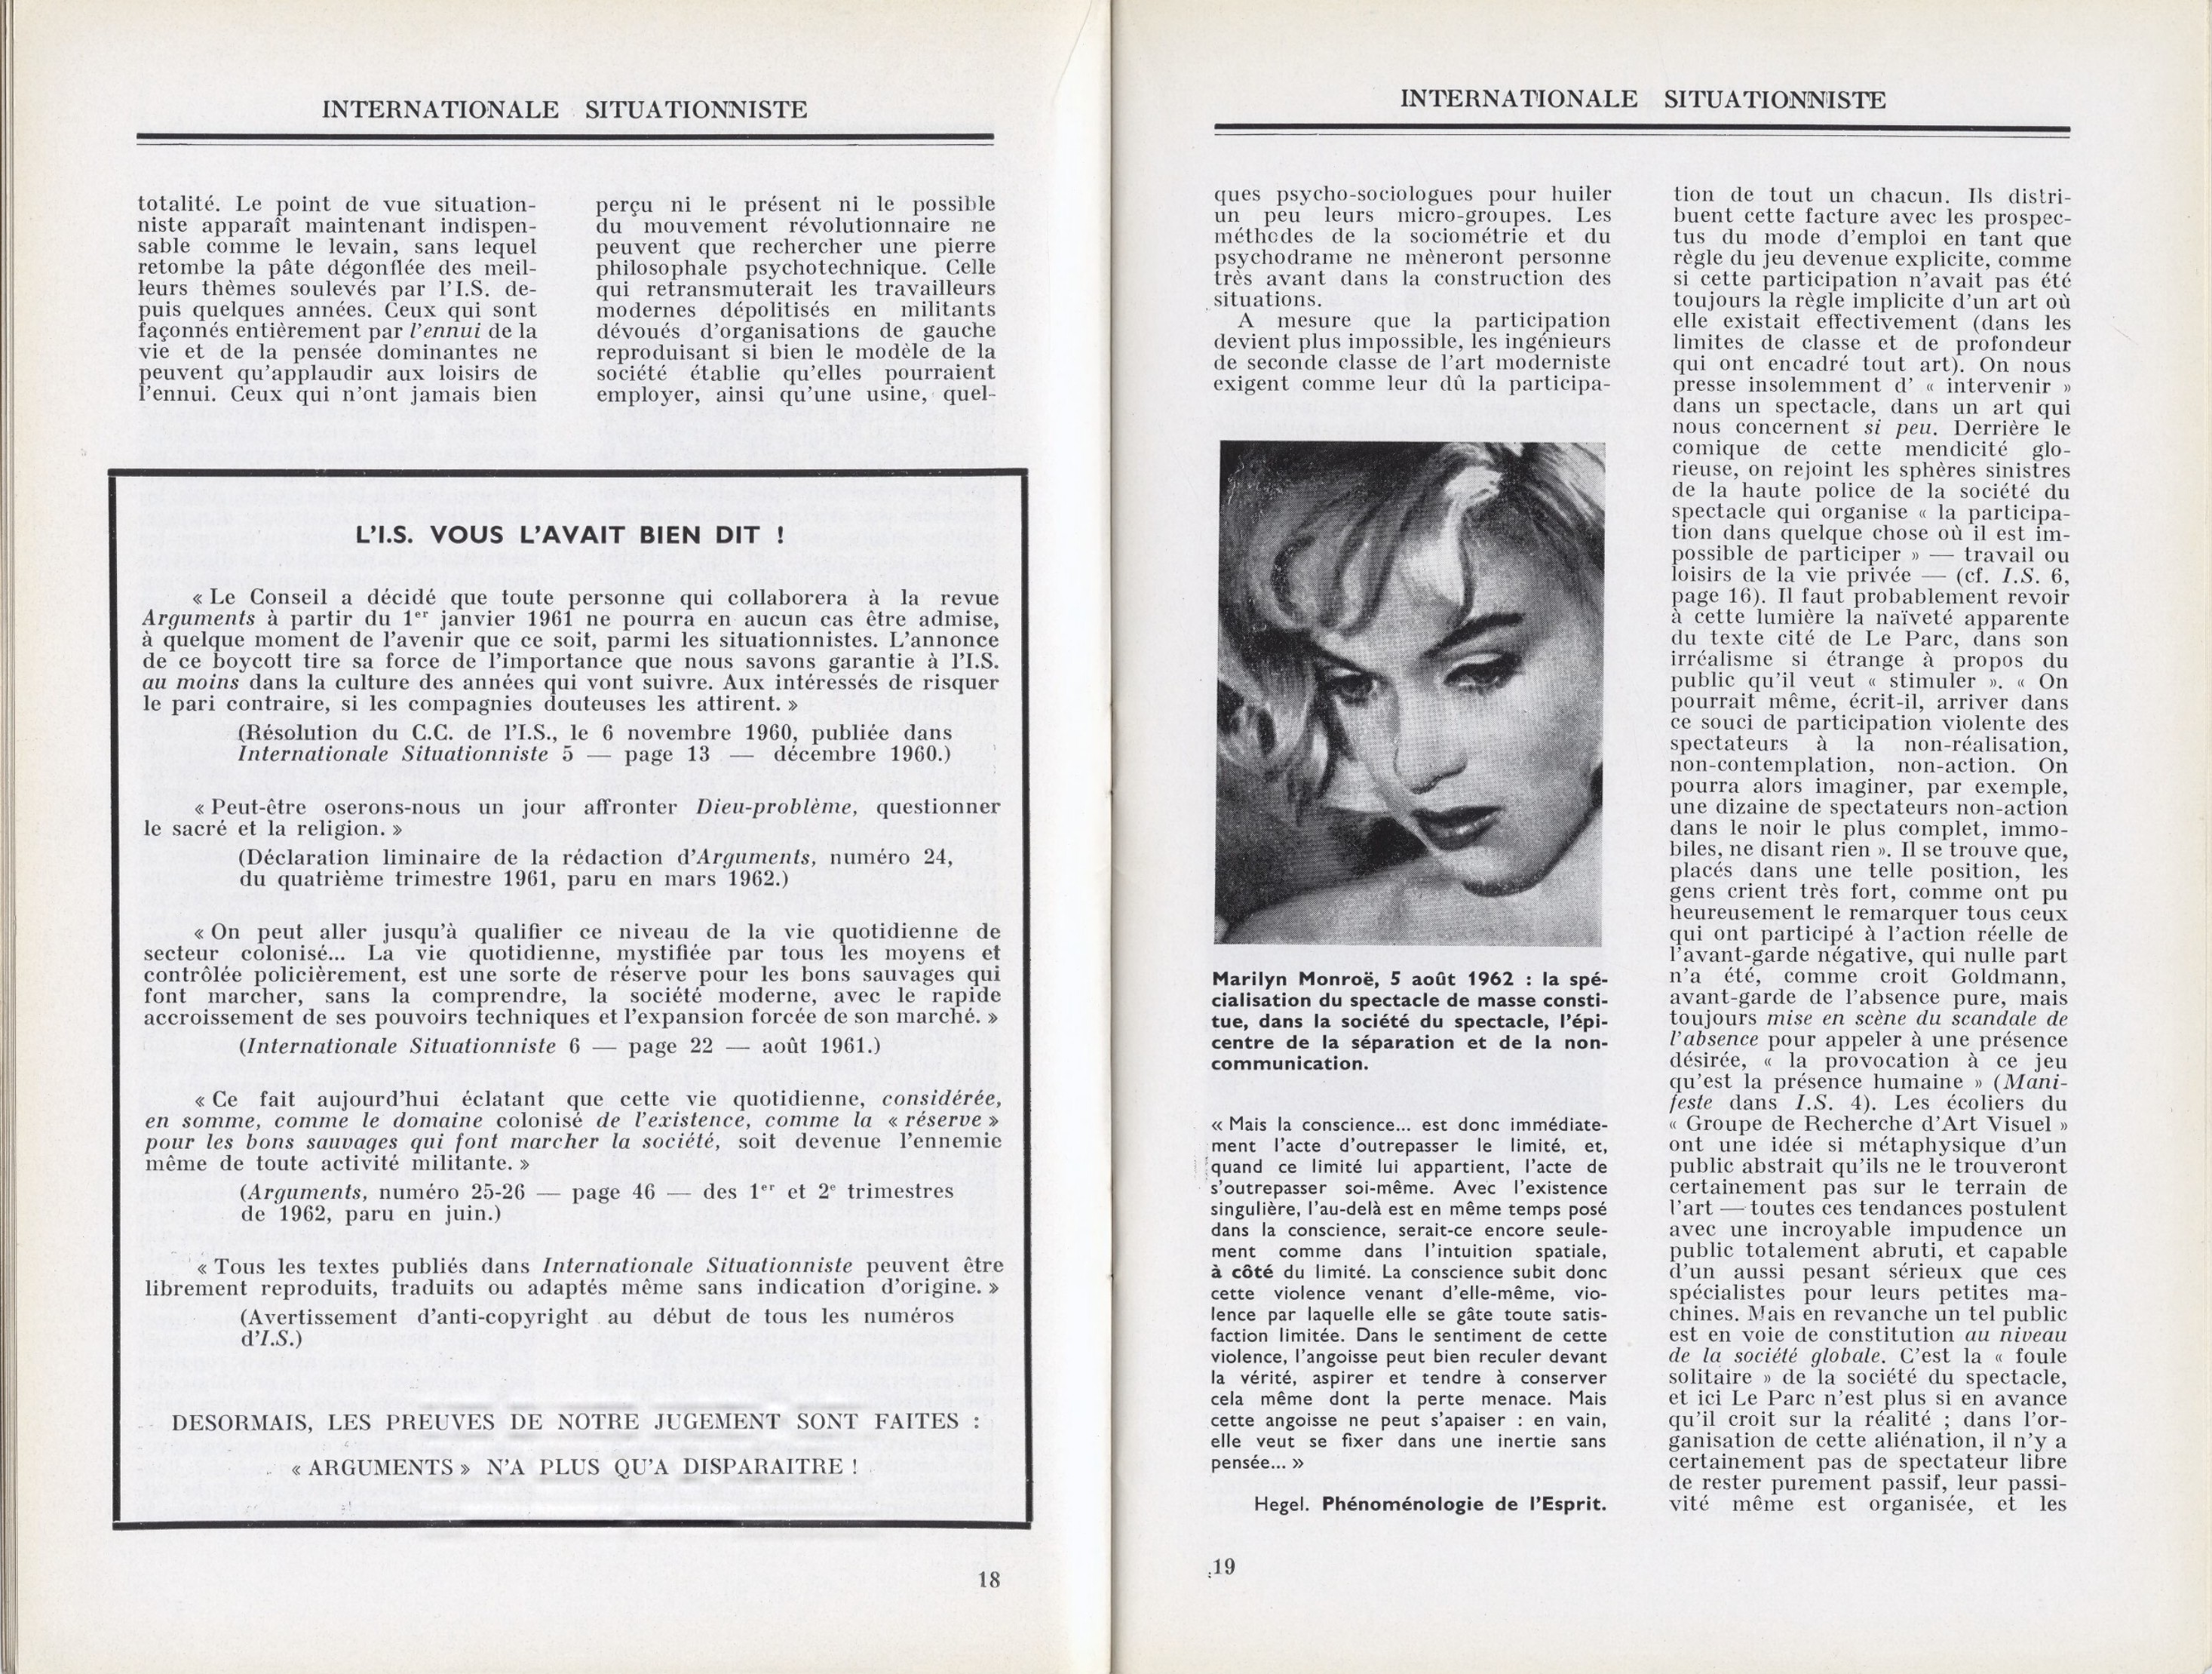 INTERNATIONALE SITUATIONNISTE
totalité. Le point de vue situation-
niste apparaît maintenant indispen-
sable comme le levain, sans lequel
retombe la pâte dégonflée des meil-
leurs thèmes soulevés par l'I.S. de-
puis quelques années. Ceux qui sont
façonnés entièrement par l'ennui de la
vie et de la pensée dominantes ne
peuvent qu'applaudir aux loisirs de
l'ennui. Ceux qui n'ont jamais bien
perçu ni le présent ni le possible
du mouvement révolutionnaire ne
peuvent que rechercher une pierre
philosophale psychotechnique. Celle
qui retransmuterait les travailleurs
modernes dépolitisés en militants
dévoués d'organisations de gauche
reproduisant si bien le modèle de la
société établie qu'elles pourraient
employer, ainsi qu'une usine, quel-
L'I.S. VOUS L'AVAIT BIEN DIT !
« Le Conseil a décidé que toute personne qui collaborera à la revue
Arguments à partir du 1er janvier 1961 ne pourra en aucun cas être admise,
à quelque moment de l'avenir que ce soit, parmi les situationnistes. L'annonce
de ce boycott tire sa force de l'importance que nous savons garantie à l'I.S.
au moins dans la culture des années qui vont suivre. Aux intéressés de risquer
le pari contraire, si les compagnies douteuses les attirent. »
(Résolution du C.C. de l'I.S., le 6 novembre 1960, publiée dans
Internationale Situationniste 5 — page 13 — décembre 1960.)
« Peut-être oserons-nous un jour affronter Dieu-problème, questionner
le sacré et la religion. »
(Déclaration liminaire de la rédaction d'Arguments, numéro 24,
du quatrième trimestre 1961, paru en mars 1962.)
« On peut aller jusqu'à qualifier ce niveau de la vie quotidienne de
secteur colonisé... La vie quotidienne, mystifiée par tous les moyens et
contrôlée policièrement, est une sorte de réserve pour les bons sauvages qui
font marcher, sans la comprendre, la société moderne, avec le rapide
accroissement de ses pouvoirs techniques et l'expansion forcée de son marché. »
(Internationale Situationniste 6 — page 22 — août 1961.)
« Ce fait aujourd'hui éclatant que cette vie quotidienne, considérée,
en somme, comme le domaine colonisé de l'existence, comme la « réserve »
pour les bons sauvages qui font marcher la société, soit devenue l'ennemie
même de toute activité militante. »
(Arguments, numéro 25-26 — page 46 — des 1er et 2e trimestres
de 1962, paru en juin.)
« Tous les textes publiés dans Internationale Situationniste peuvent être
librement reproduits, traduits ou adaptés même sans indication d'origine. »
(Avertissement d'anti-copyright au début de tous les numéros
d'I.S.)
DESORMAIS, LES PREUVES DE NOTRE JUGEMENT SONT FAITES :
« ARGUMENTS » N'A PLUS QU'A DISPARAITRE !
18
INTERNATIONALE SITUATIONNISTE
ques psycho-sociologues pour huiler
un peu leurs micro-groupes. Les
méthodes de la sociométrie et du
psychodrame ne mèneront personne
très avant dans la construction des
situations.
A mesure que la participation
devient plus impossible, les ingénieurs
de seconde classe de l'art moderniste
exigent comme leur dû la participa-
Marilyn Monroë, 5 août 1962 : la spé-
cialisation du spectacle de masse consti-
tue, dans la société du spectacle, l'épi-
centre de la séparation et de la non-
communication.
« Mais la conscience... est donc immédiate-
ment l'acte d'outrepasser le limité, et,
quand ce limité lui appartient, l'acte de
s'outrepasser soi-même. Avec l'existence
singulière, l'au-delà est en même temps posé
dans la conscience, serait-ce encore seule-
ment comme dans l'intuition spatiale,
à côté du limité. La conscience subit donc
cette violence venant d'elle-même, vio-
lence par laquelle elle se gâte toute satis-
faction limitée. Dans le sentiment de cette
violence, l'angoisse peut bien reculer devant
la vérité, aspirer et tendre à conserver
cela même dont la perte menace. Mais
cette angoisse ne peut s'apaiser : en vain,
elle veut se fixer dans une inertie sans
pensée... »
Hegel. Phénoménologie de l'Esprit.
tion de tout un chacun. Ils distri-
buent cette facture avec les prospec-
tus du mode d'emploi en tant que
règle du jeu devenue explicite, comme
si cette participation n'avait pas été
toujours la règle implicite d'un art où
elle existait effectivement (dans les
limites de classe et de profondeur
qui ont encadré tout art). On nous
presse insolemment d' « intervenir »
dans un spectacle, dans un art qui
nous concernent si peu. Derrière le
comique de cette mendicité glo-
rieuse, on rejoint les sphères sinistres
de la haute police de la société du
spectacle qui organise « la participa-
tion dans quelque chose où il est im-
possible de participer » — travail ou
loisirs de la vie privée — (cf. I.S. 6,
page 16). Il faut probablement revoir
à cette lumière la naïveté apparente
du texte cité de Le Parc, dans son
irréalisme si étrange à propos du
public qu'il veut « stimuler ». « On
pourrait même, écrit-il, arriver dans
ce souci de participation violente des
spectateurs à la non-réalisation,
non-contemplation, non-action. On
pourra alors imaginer, par exemple,
une dizaine de spectateurs non-action
dans le noir le plus complet, immo-
biles, ne disant rien ». Il se trouve que,
placés dans une telle position, les
gens crient très fort, comme ont pu
heureusement le remarquer tous ceux
qui ont participé à l'action réelle de
l'avant-garde négative, qui nulle part
n'a été, comme croit Goldmann,
avant-garde de l'absence pure, mais
toujours mise en scène du scandale de
l'absence pour appeler à une présence
désirée, « la provocation à ce jeu
qu'est la présence humaine » (Mani-
feste dans I.S. 4). Les écoliers du
« Groupe de Recherche d'Art Visuel »
ont une idée si métaphysique d'un
public abstrait qu'ils ne le trouveront
certainement pas sur le terrain de
l'art — toutes ces tendances postulent
avec une incroyable impudence un
public totalement abruti, et capable
d'un aussi pesant sérieux que ces
spécialistes pour leurs petites ma-
chines. Mais en revanche un tel public
est en voie de constitution au niveau
de la société globale. C'est la « foule
solitaire » de la société du spectacle,
et ici Le Parc n'est plus si en avance
qu'il croit sur la réalité ; dans l'or-
ganisation de cette aliénation, il n'y a
certainement pas de spectateur libre
de rester purement passif, leur passi-
vité même est organisée, et les
19